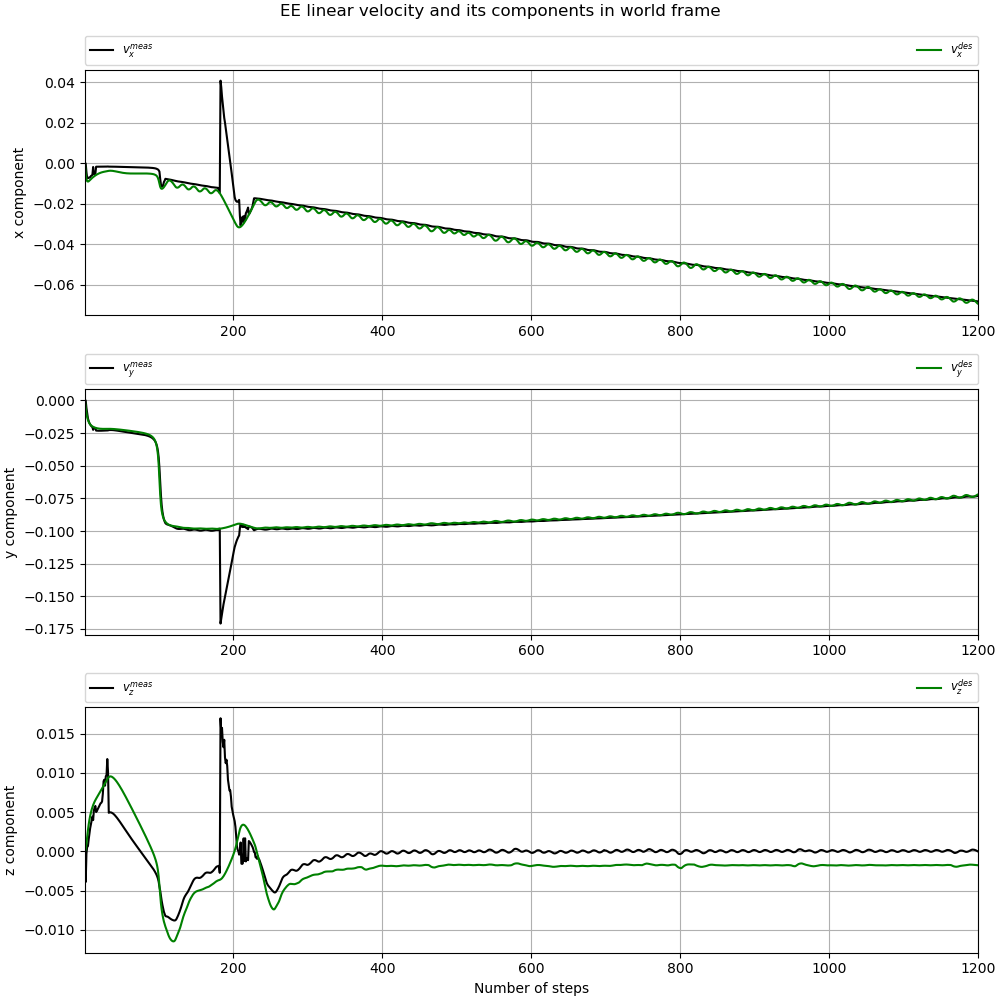 EE linear velocity and its components in world frame
v_x^{meas} v_x^{des}
0.04
0.02
0.00
−0.02
−0.04
−0.06
x component
200 400 600 800 1000 1200
v_y^{meas} v_y^{des}
0.000
−0.025
−0.050
−0.075
−0.100
−0.125
−0.150
−0.175
y component
200 400 600 800 1000 1200
v_z^{meas} v_z^{des}
0.015
0.010
0.005
0.000
−0.005
−0.010
z component
200 400 600 800 1000 1200
Number of steps